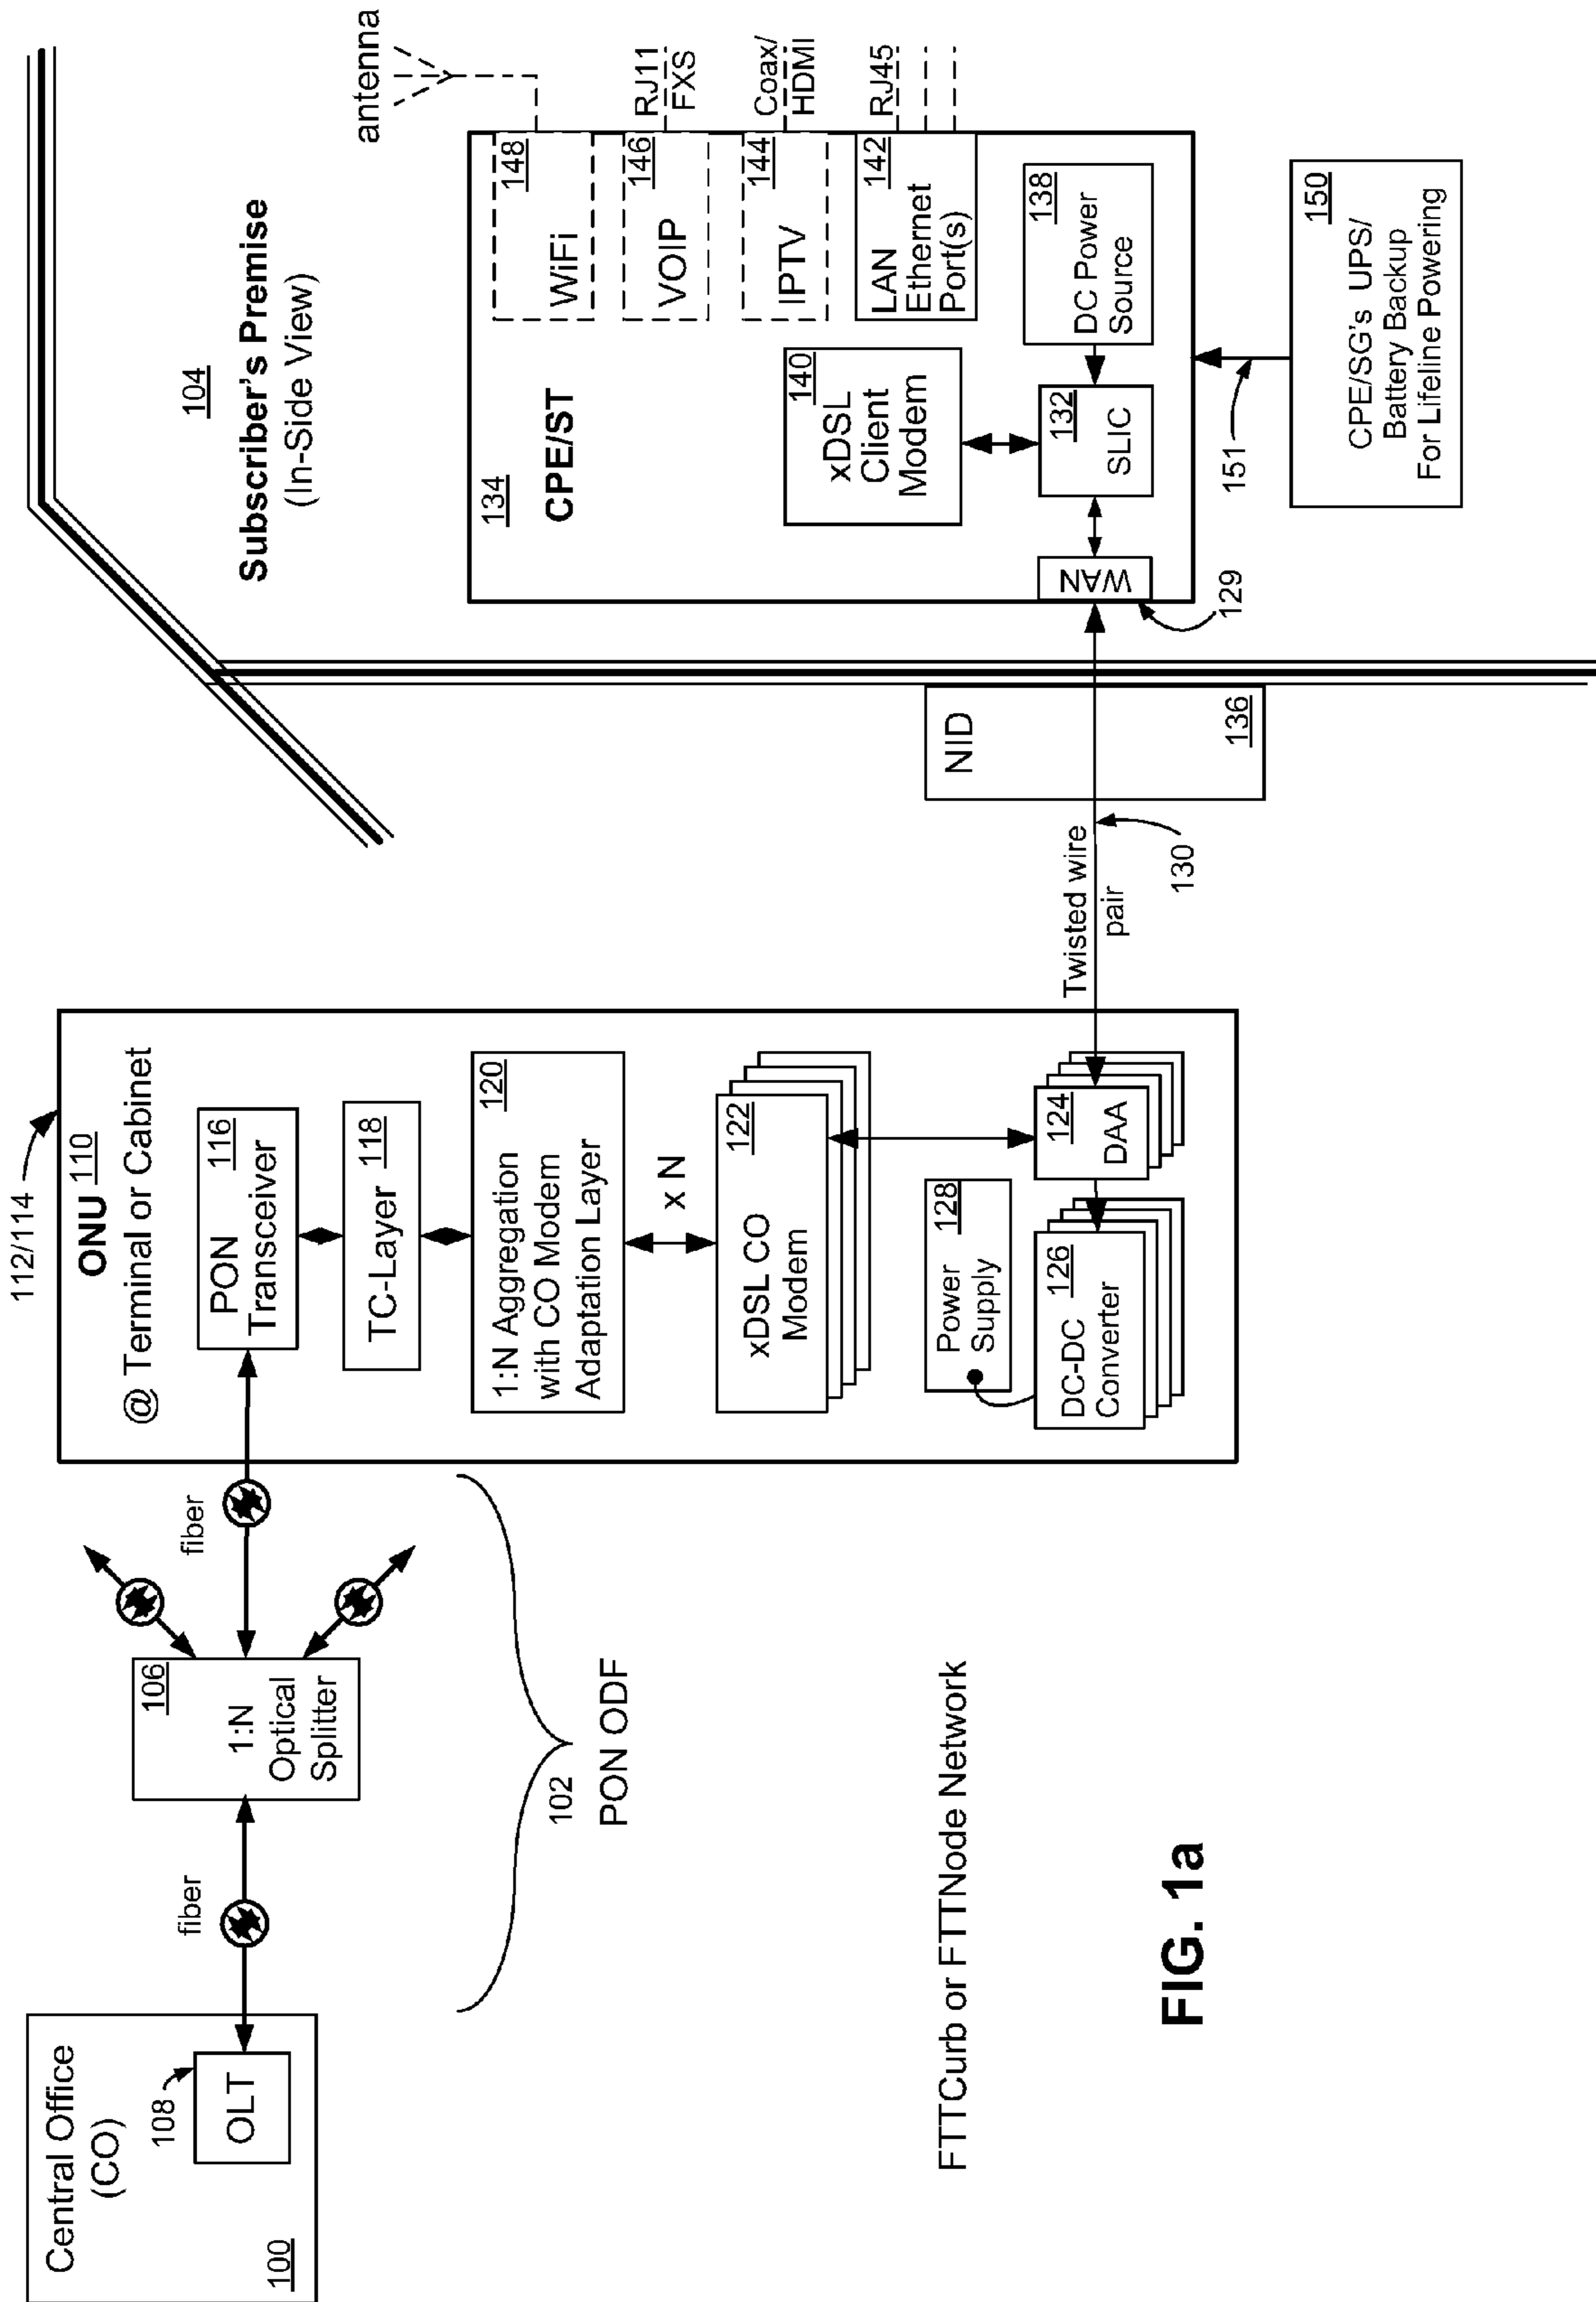 Central Office
(CO)
108
OLT
100
fiber
106
1:N
Optical
Splitter
fiber
102
PON ODF
112/114
ONU 110
@ Terminal or Cabinet
PON 116
Transceiver
TC-Layer 118
120
1:N Aggregation
with CO Modem
Adaptation Layer
x N
122
xDSL CO
Modem
Power 128
Supply
124
DAA
126
DC-DC
Converter
Twisted wire
pair
130
NID
136
104
Subscriber's Premise
(In-Side View)
134
CPE/ST
antenna
148
WiFi
146
VOIP
RJ11
FXS
144
IPTV
Coax/
HDMI
142
LAN
Ethernet
Port(s)
RJ45
140
xDSL
Client
Modem
138
DC Power
Source
132
SLIC
WAN
129
151
150
CPE/SG's UPS/
Battery Backup
For Lifeline Powering
FTTCurb or FTTNode Network
FIG. 1a